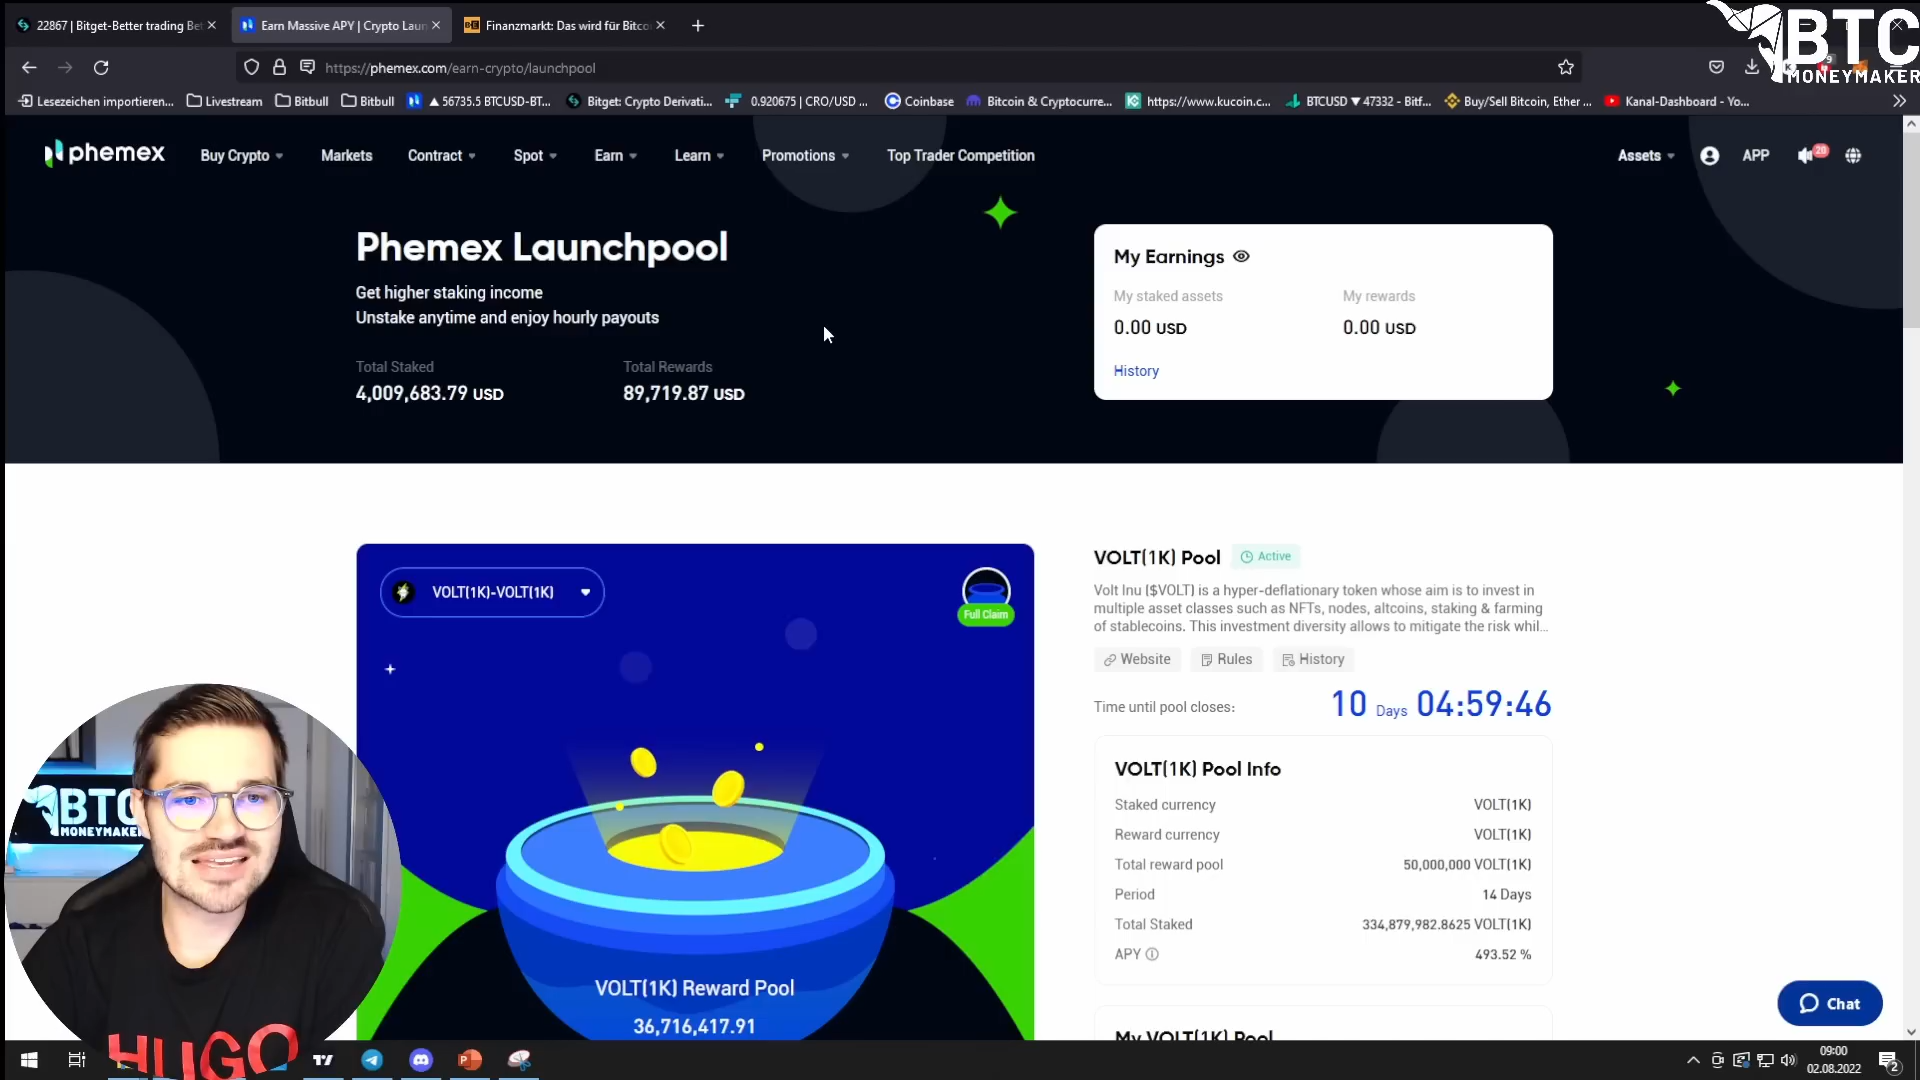 22867 | Bitget-Better trading Be
Earn Massive APY | Crypto Laun
Finanzmarkt: Das wird für Bitco
BTC
MONEYMAKER
https://phemex.com/earn-crypto/launchpool
Lesezeichen importieren...
Livestream
Bitbull
Bitbull
▲ 56735.5 BTCUSD-BT...
Bitget: Crypto Derivati...
0.920675 | CRO/USD ...
Coinbase
Bitcoin & Cryptocurre...
https://www.kucoin.c...
BTCUSD ▼ 47332 - Bitf...
Buy/Sell Bitcoin, Ether ...
Kanal-Dashboard - Yo...
phemex
Buy Crypto
Markets
Contract
Spot
Earn
Learn
Promotions
Top Trader Competition
Assets
APP
20
Phemex Launchpool
Get higher staking income
Unstake anytime and enjoy hourly payouts
Total Staked
4,009,683.79 USD
Total Rewards
89,719.87 USD
My Earnings
My staked assets
0.00 USD
My rewards
0.00 USD
History
VOLT(1K)-VOLT(1K)
Full Claim
VOLT(1K) Reward Pool
36,716,417.91
VOLT(1K) Pool
Active
Volt Inu ($VOLT) is a hyper-deflationary token whose aim is to invest in
multiple asset classes such as NFTs, nodes, altcoins, staking & farming
of stablecoins. This investment diversity allows to mitigate the risk whil...
Website
Rules
History
Time until pool closes:
10 Days 04:59:46
VOLT(1K) Pool Info
Staked currency VOLT(1K)
Reward currency VOLT(1K)
Total reward pool 50,000,000 VOLT(1K)
Period 14 Days
Total Staked 334,879,982.8625 VOLT(1K)
APY 493.52 %
My VOLT(1K) Pool
Chat
BTC
MONEYMAKER
HUGO
09:00
02.08.2022
2